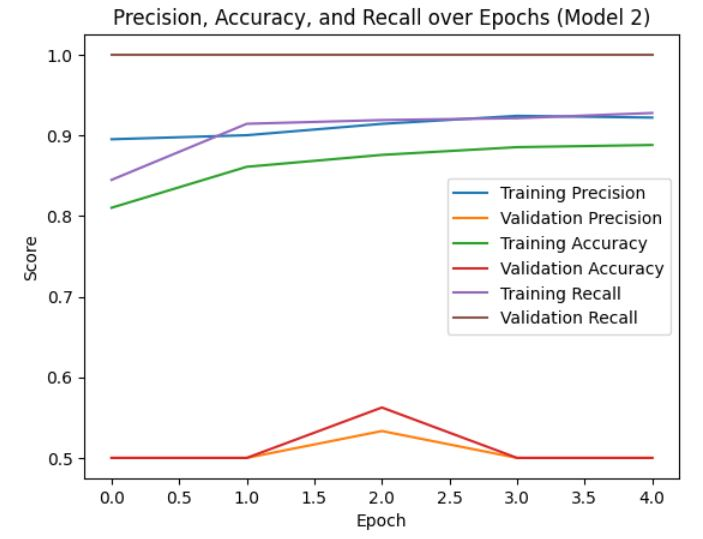 Precision, Accuracy, and Recall over Epochs (Model 2)
1.0
0.9
0.8
0.7
0.6
0.5
Score
Training Precision
Validation Precision
Training Accuracy
Validation Accuracy
Training Recall
Validation Recall
0.0 0.5 1.0 1.5 2.0 2.5 3.0 3.5 4.0
Epoch